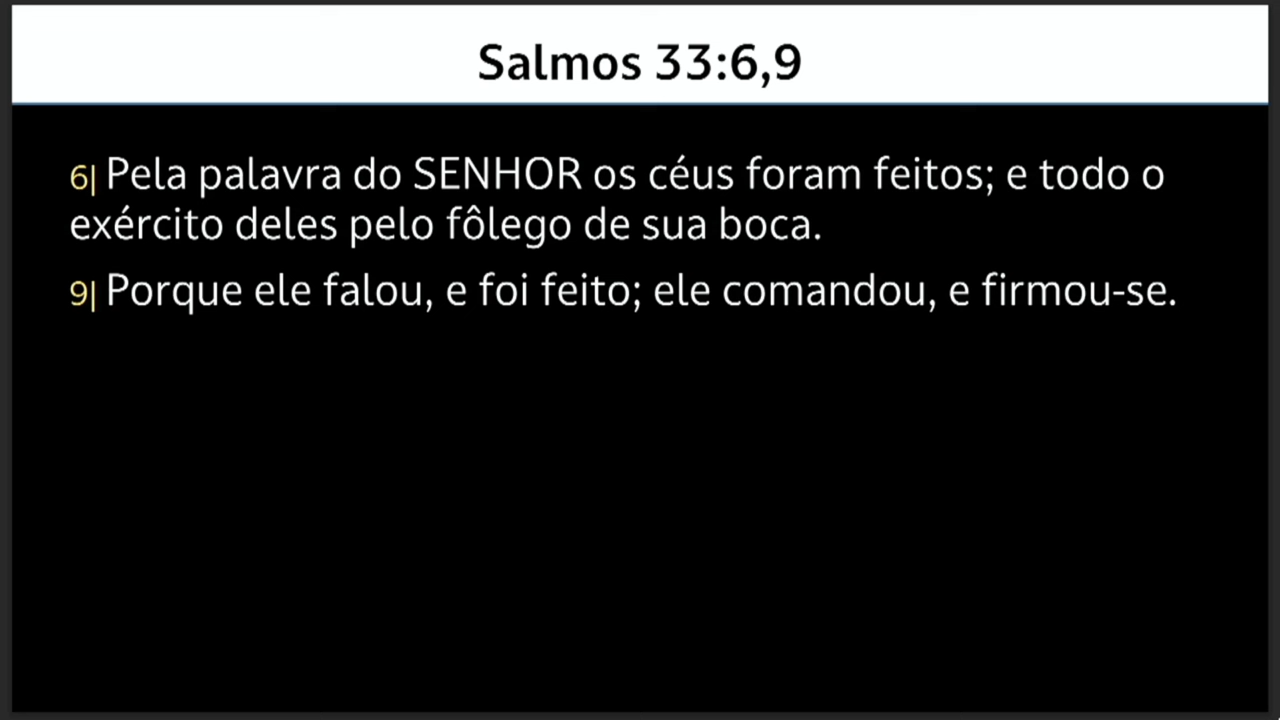 Salmos 33:6,9
6| Pela palavra do SENHOR os céus foram feitos; e todo o
exército deles pelo fôlego de sua boca.
9| Porque ele falou, e foi feito; ele comandou, e firmou-se.